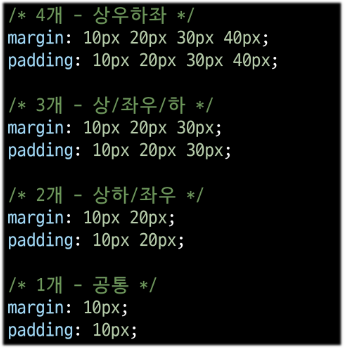 /* 4개 - 상우하좌 */
margin: 10px 20px 30px 40px;
padding: 10px 20px 30px 40px;
/* 3개 - 상/좌우/하 */
margin: 10px 20px 30px;
padding: 10px 20px 30px;
/* 2개 - 상하/좌우 */
margin: 10px 20px;
padding: 10px 20px;
/* 1개 - 공통 */
margin: 10px;
padding: 10px;